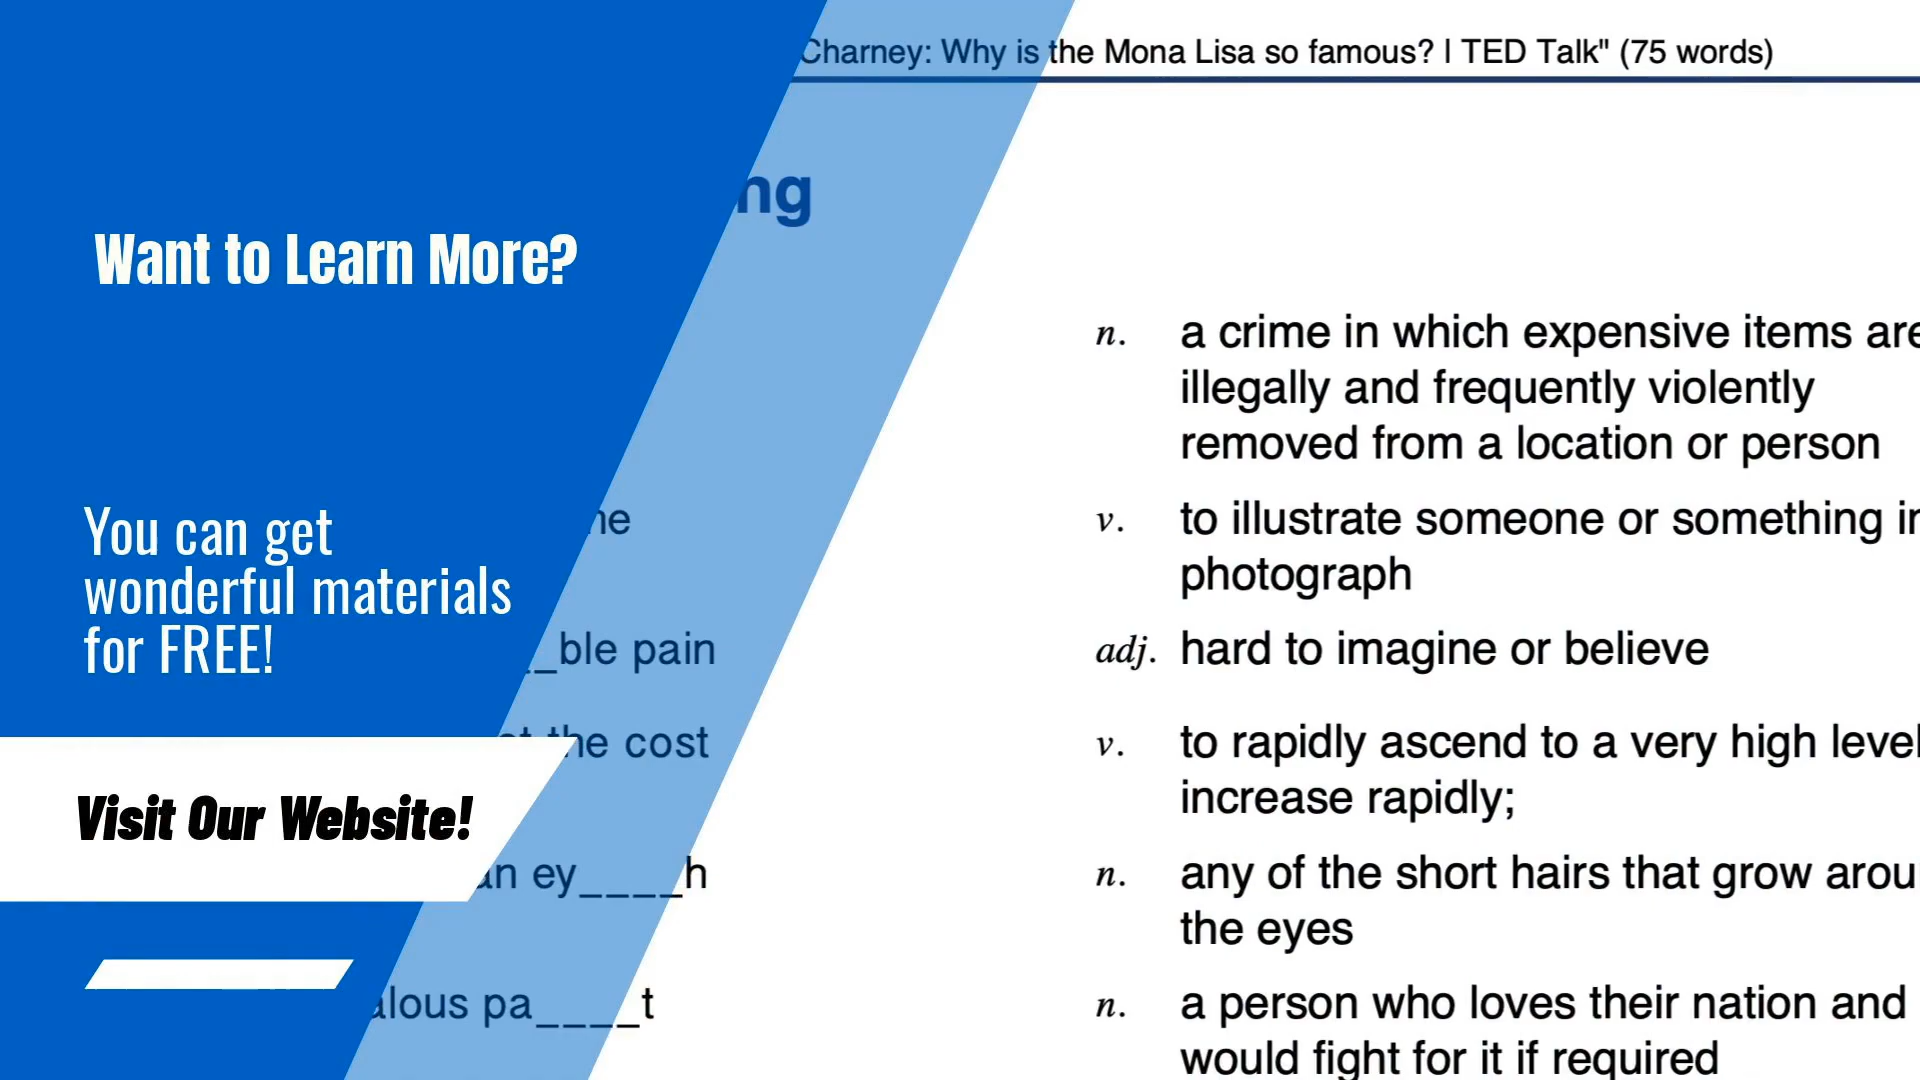 Charney: Why is the Mona Lisa so famous? | TED Talk" (75 words)
ng
Want to Learn More?
You can get
wonderful materials
for FREE!
Visit Our Website!
n. a crime in which expensive items are
illegally and frequently violently
removed from a location or person
ne
v. to illustrate someone or something in
photograph
_ble pain
adj. hard to imagine or believe
the cost
v. to rapidly ascend to a very high level
increase rapidly;
an ey____h
n. any of the short hairs that grow arou
the eyes
alous pa____t
n. a person who loves their nation and
would fight for it if required